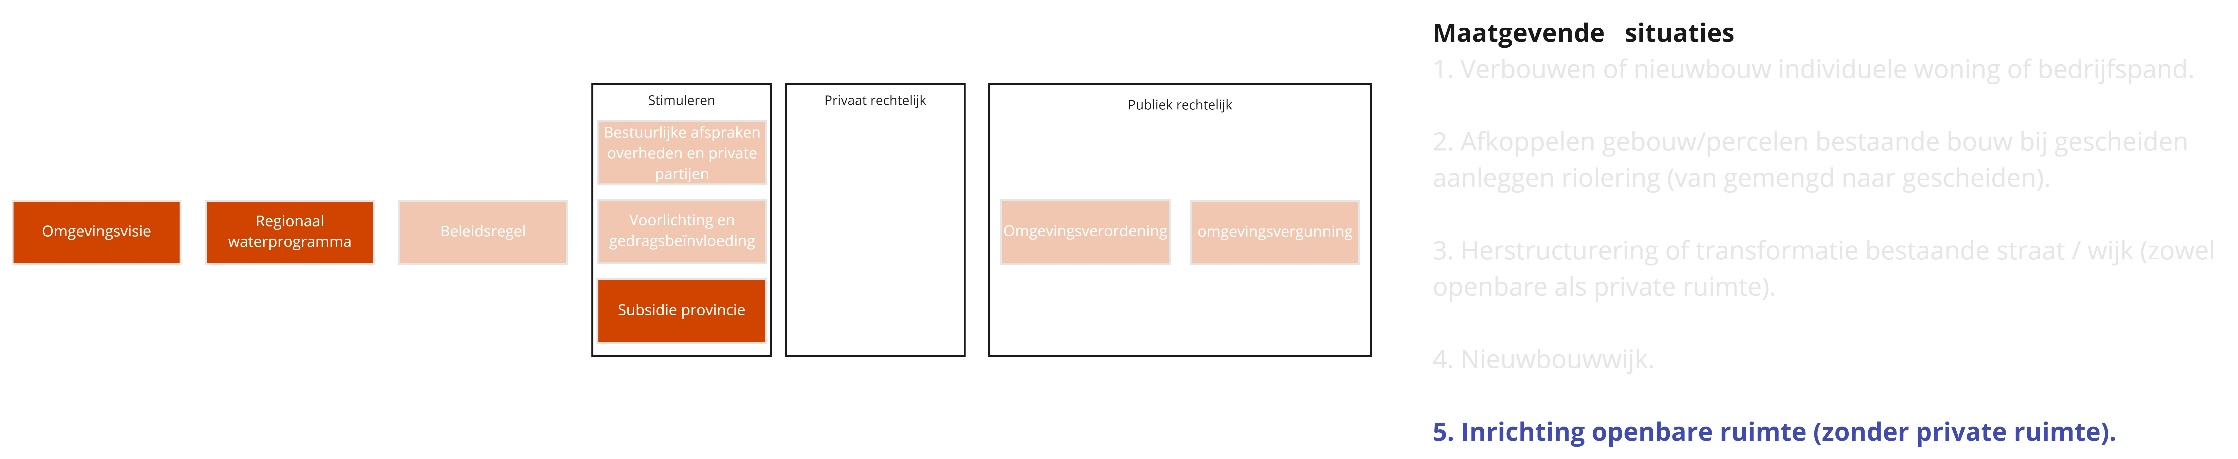 Omgevingsvisie
Regionaal
waterprogramma
Beleidsregel
Stimuleren
Bestuurlijke afspraken
overheden en private
partijen
Voorlichting en
gedragsbeïnvloeding
Subsidie provincie
Privaat rechtelijk
Publiek rechtelijk
Omgevingsverordening
omgevingsvergunning
Maatgevende situaties
1. Verbouwen of nieuwbouw individuele woning of bedrijfspand.
2. Afkoppelen gebouw/percelen bestaande bouw bij gescheiden
aanleggen riolering (van gemengd naar gescheiden).
3. Herstructurering of transformatie bestaande straat / wijk (zowel
openbare als private ruimte).
4. Nieuwbouwwijk.
5. Inrichting openbare ruimte (zonder private ruimte).